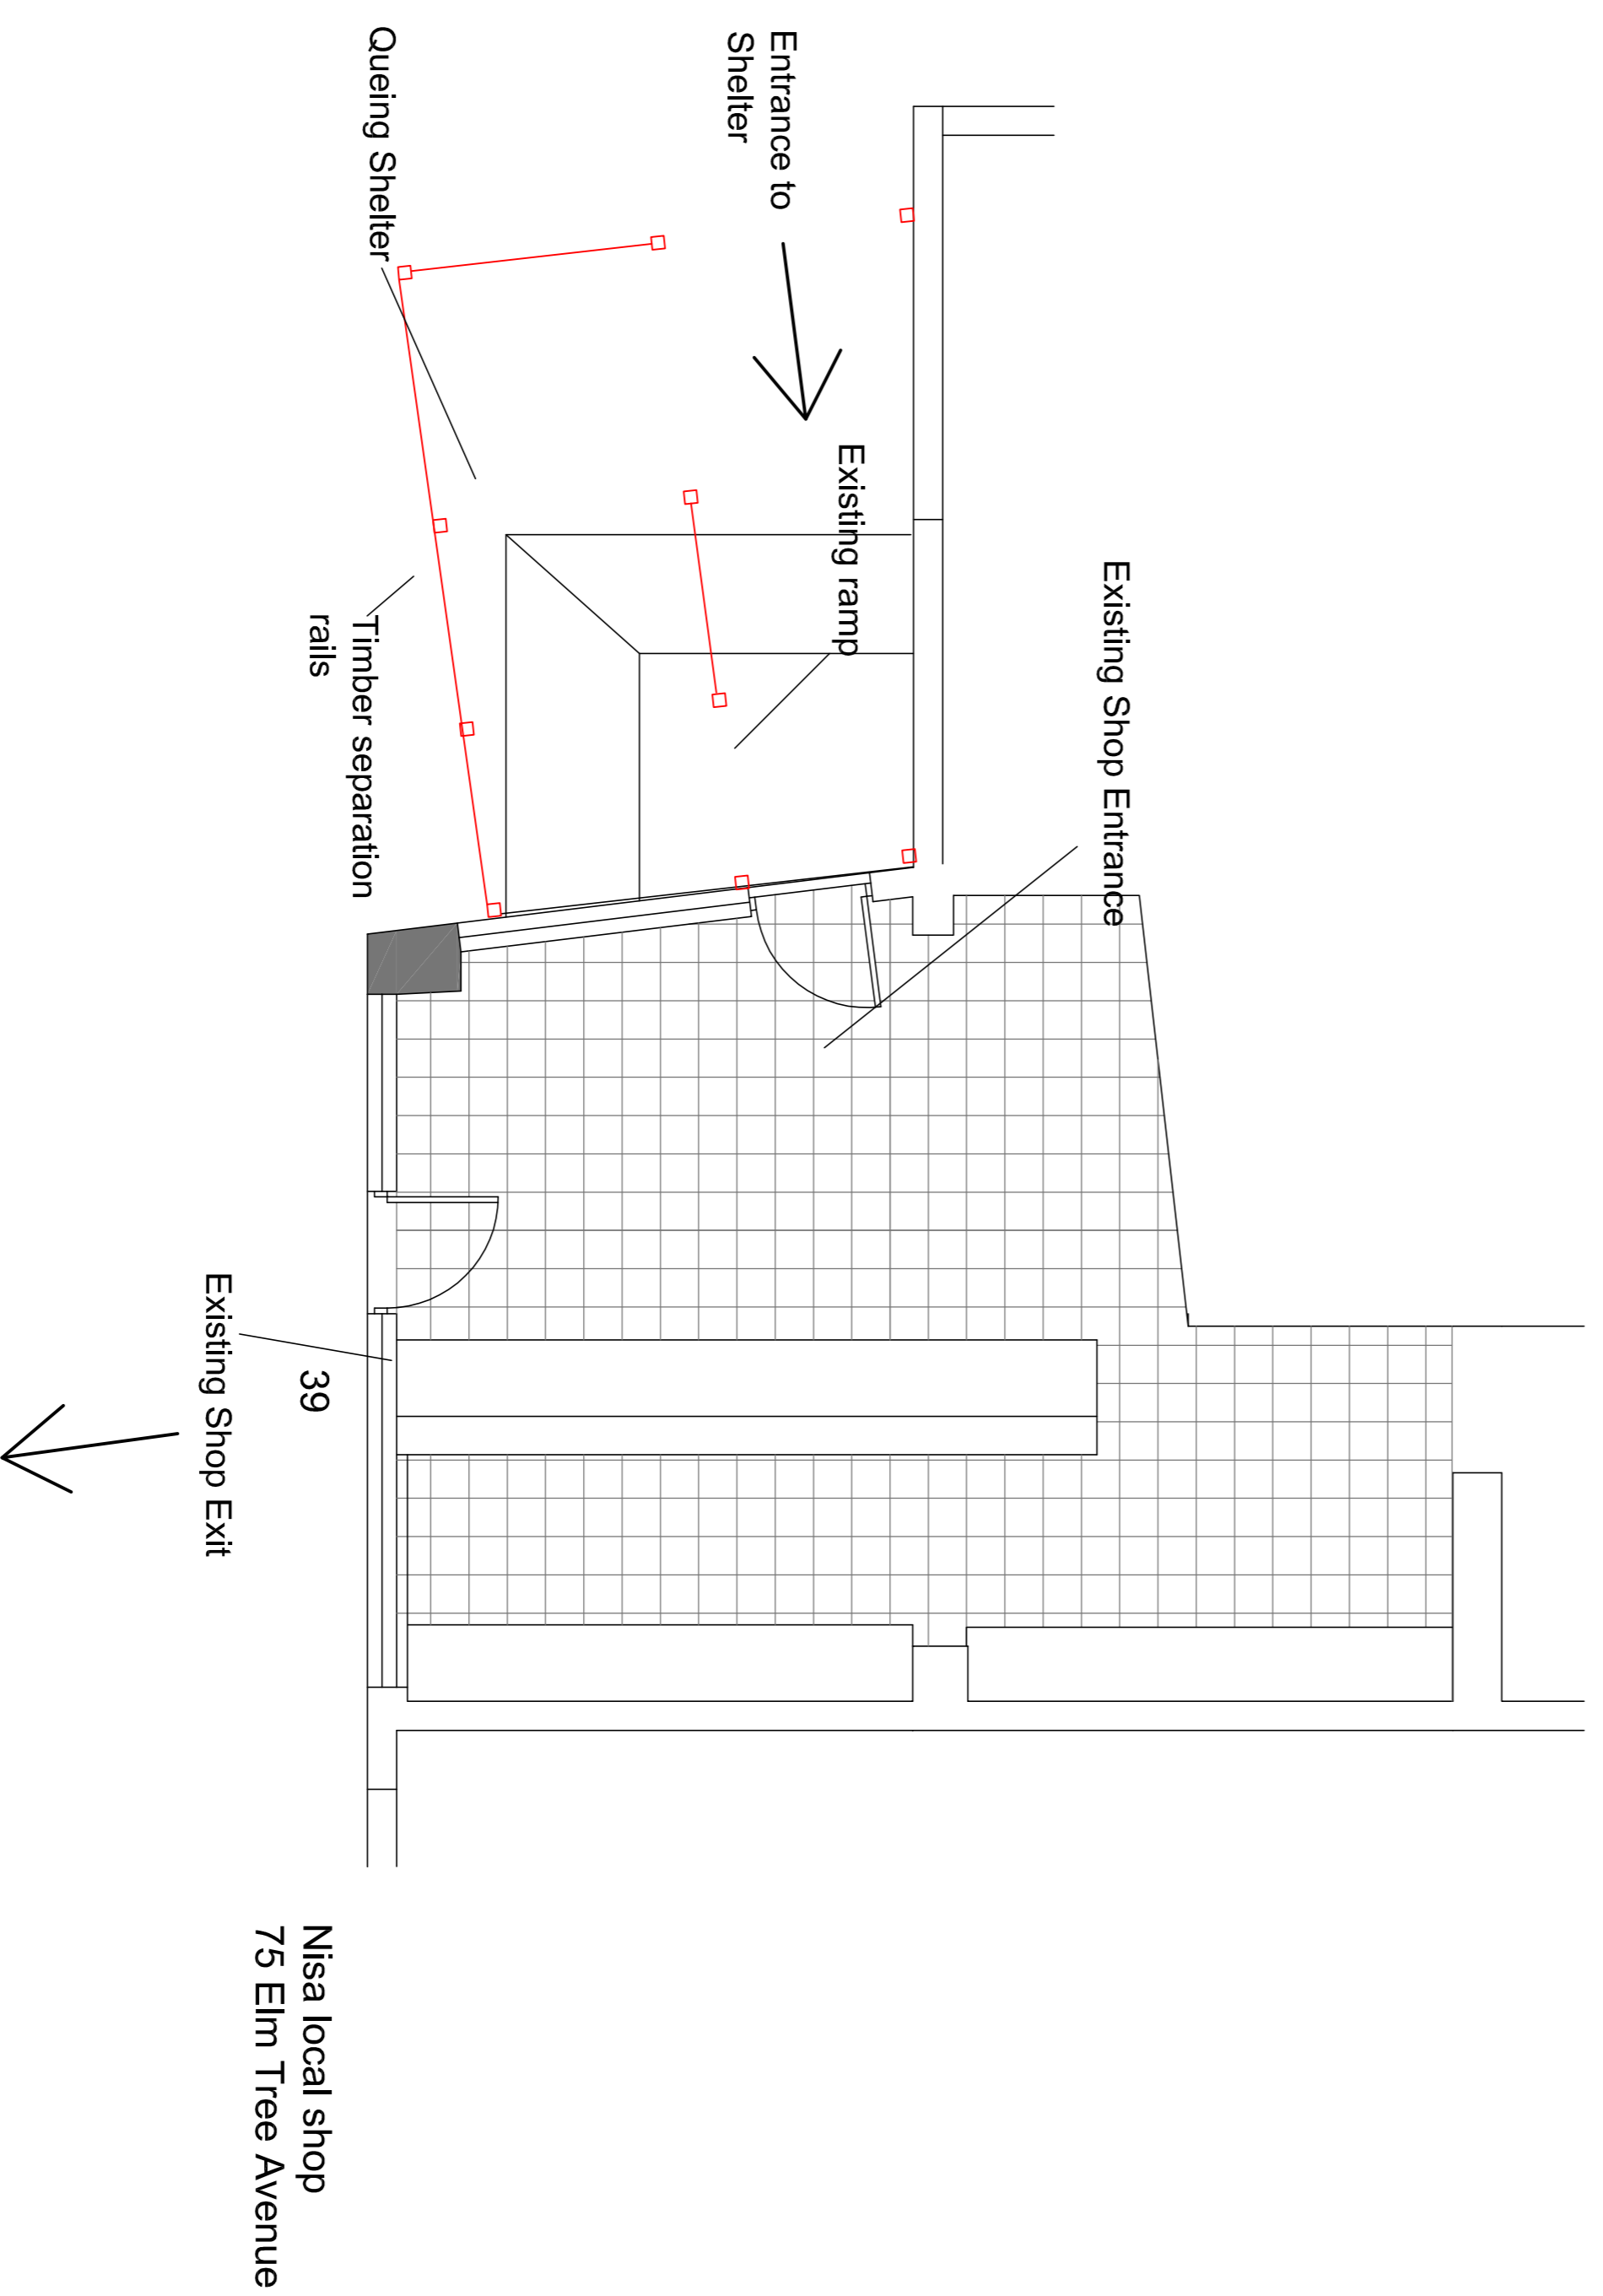 Entrance to
Shelter
Queing Shelter
Existing ramp
Existing Shop Entrance
Timber separation
rails
39
Existing Shop Exit
Nisa local shop
75 Elm Tree Avenue